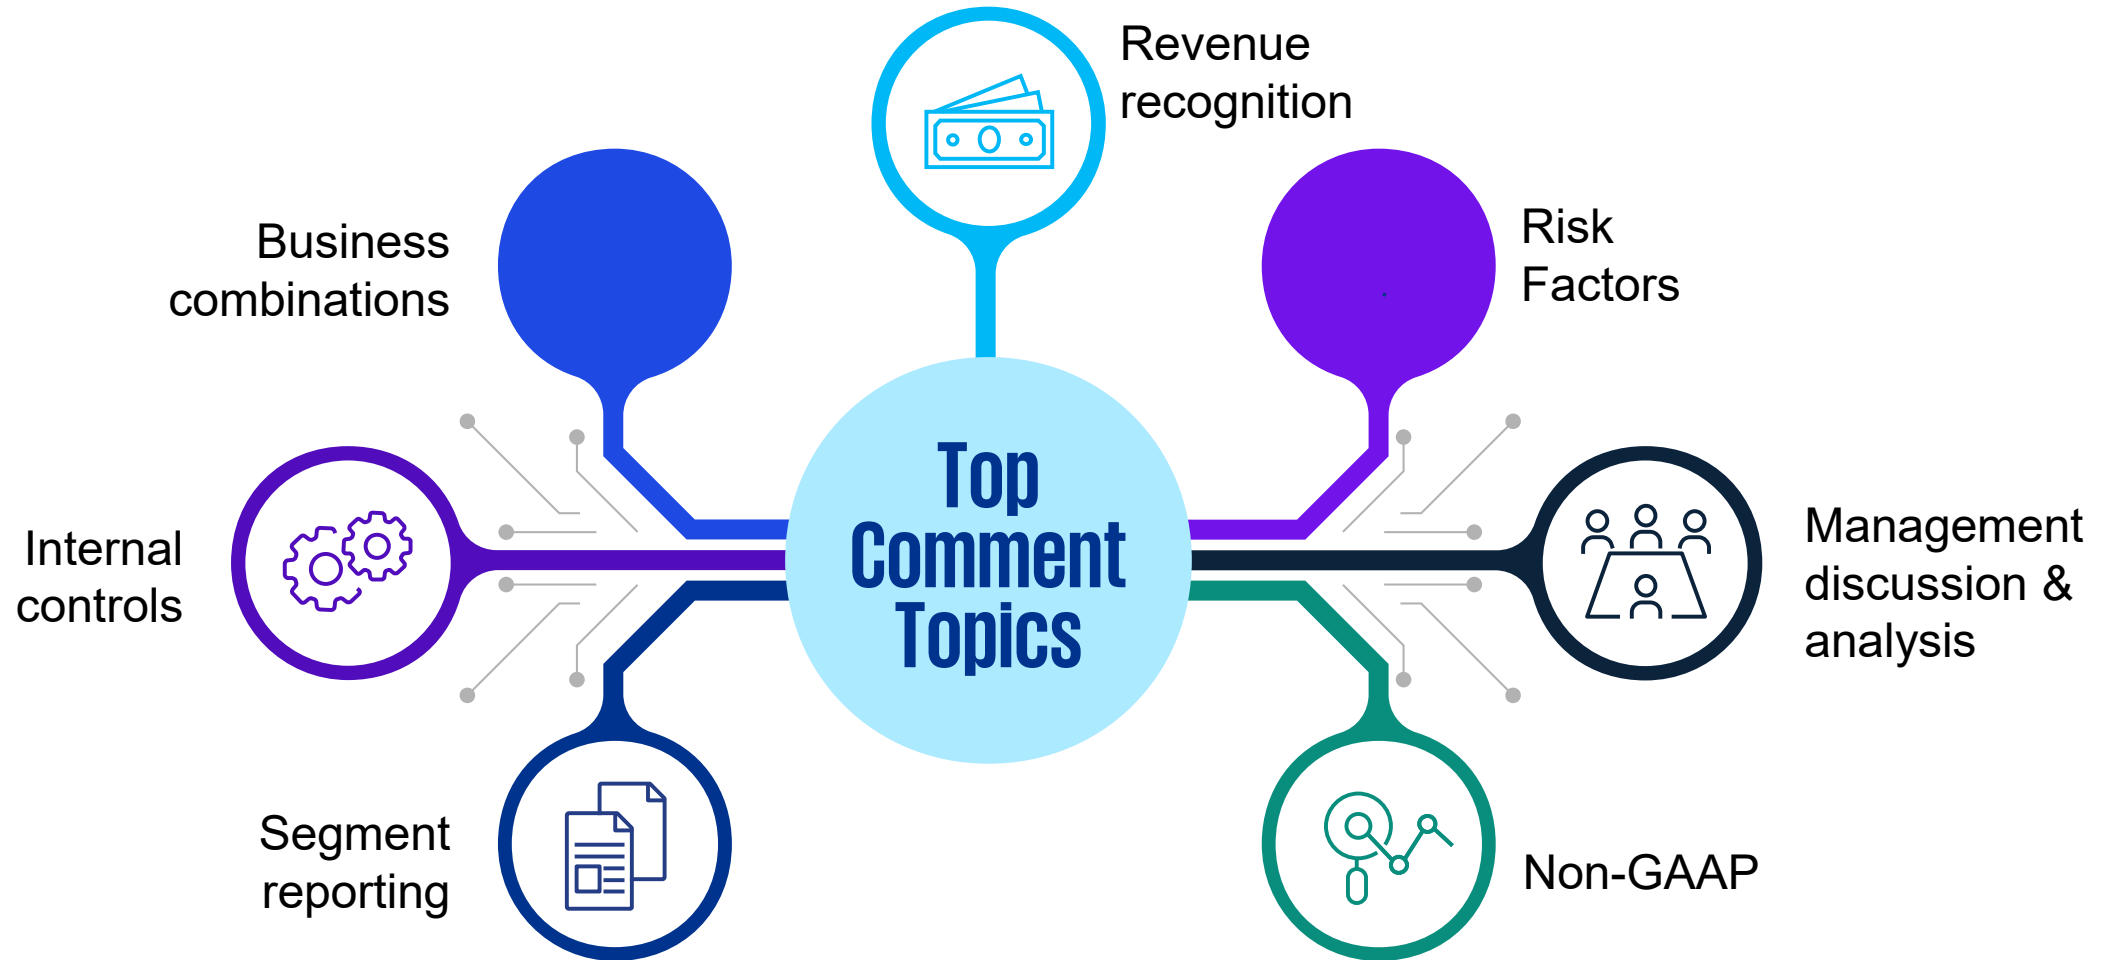 Revenue
recognition
Business
combinations
Risk
Factors
Top
Comment
Topics
Internal
controls
Management
discussion &
analysis
Segment
reporting
Non-GAAP